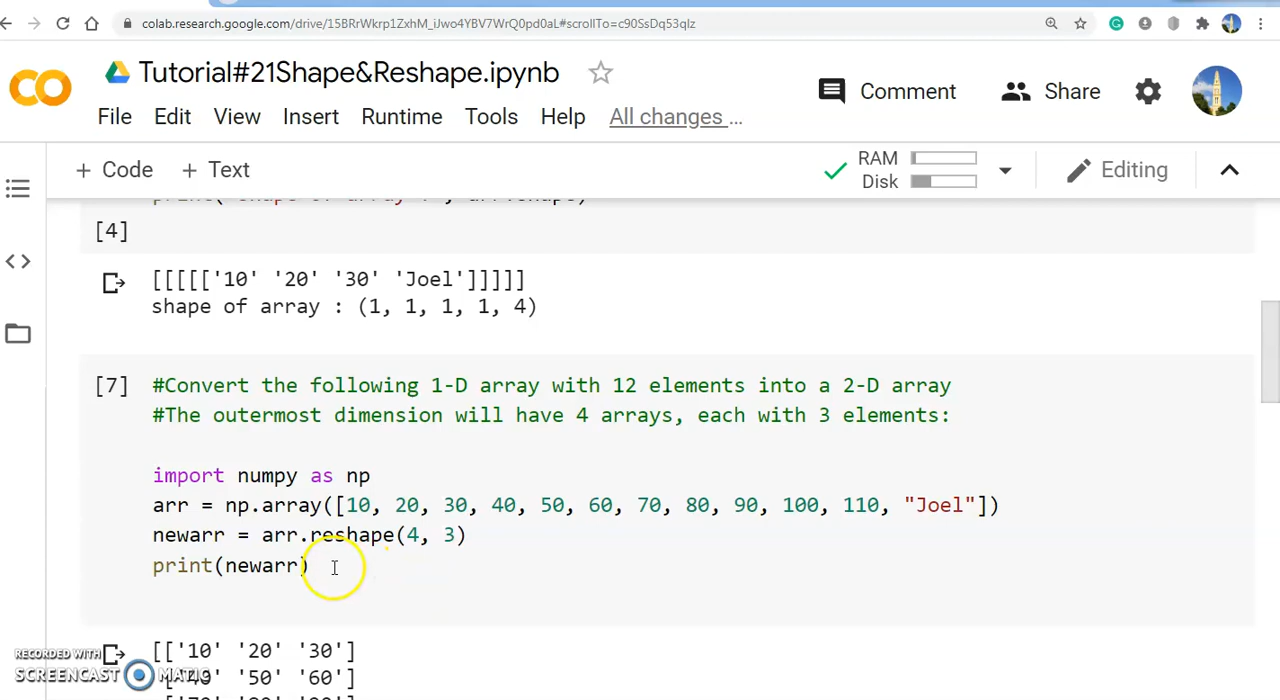 colab.research.google.com/drive/15BRrWkrp1ZxhM_iJwo4YBV7WrQ0pd0aL#scrollTo=c90SsDq53qIz
Tutorial#21Shape&Reshape.ipynb
Comment
Share
File Edit View Insert Runtime Tools Help All changes …
+ Code + Text
RAM
Disk
Editing
[4]
[[[[['10' '20' '30' 'Joel']]]]]
shape of array : (1, 1, 1, 1, 4)
[7] #Convert the following 1-D array with 12 elements into a 2-D array
#The outermost dimension will have 4 arrays, each with 3 elements:
import numpy as np
arr = np.array([10, 20, 30, 40, 50, 60, 70, 80, 90, 100, 110, "Joel"])
newarr = arr.reshape(4, 3)
print(newarr)
[['10' '20' '30']
['40' '50' '60']
RECORDED WITH
SCREENCAST MATIC